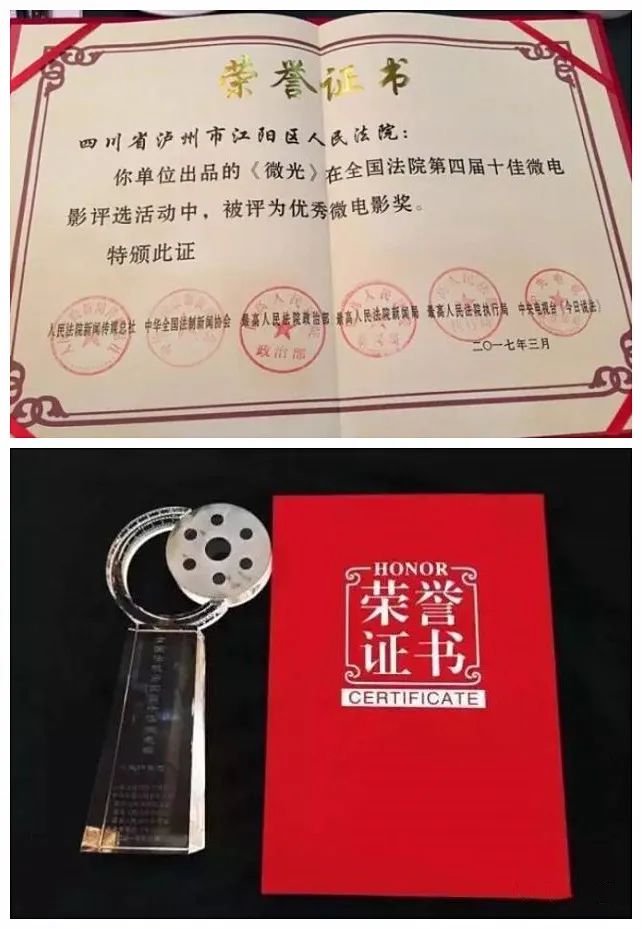 荣誉证书
四川省泸州市江阳区人民法院：
你单位出品的《微光》在全国法院第四届十佳微电
影评选活动中，被评为优秀微电影奖。
特颁此证
人民法院新闻传媒总社 中华全国法制新闻协会 最高人民法院政治部 最高人民法院新闻局 最高人民法院执行局 中央电视台《今日说法》
政治部
二〇一七年三月
HONOR
荣誉
证书
CERTIFICATE